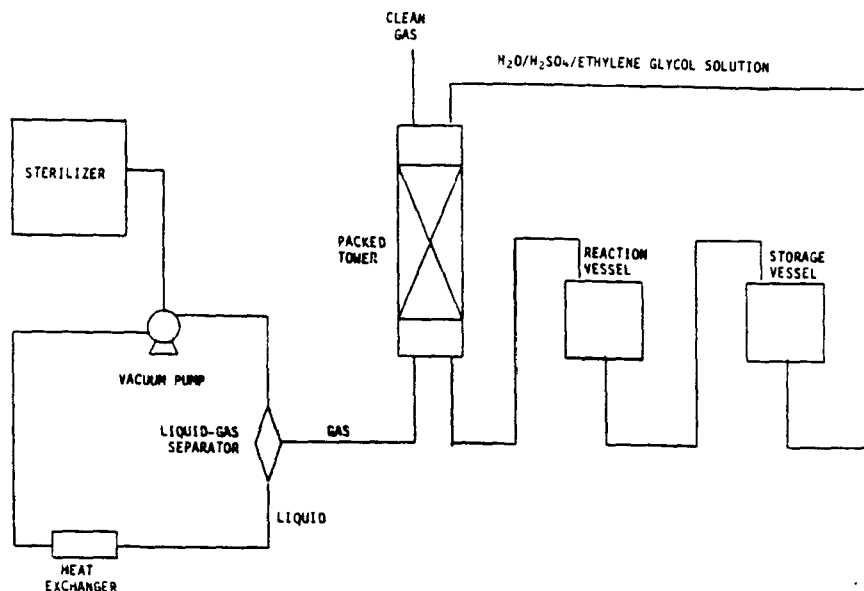 CLEAN
GAS
H₂O/H₂SO₄/ETHYLENE GLYCOL SOLUTION
STERILIZER
PACKED
TOWER
REACTION
VESSEL
STORAGE
VESSEL
VACUUM PUMP
LIQUID-GAS
SEPARATOR
GAS
LIQUID
HEAT
EXCHANGER